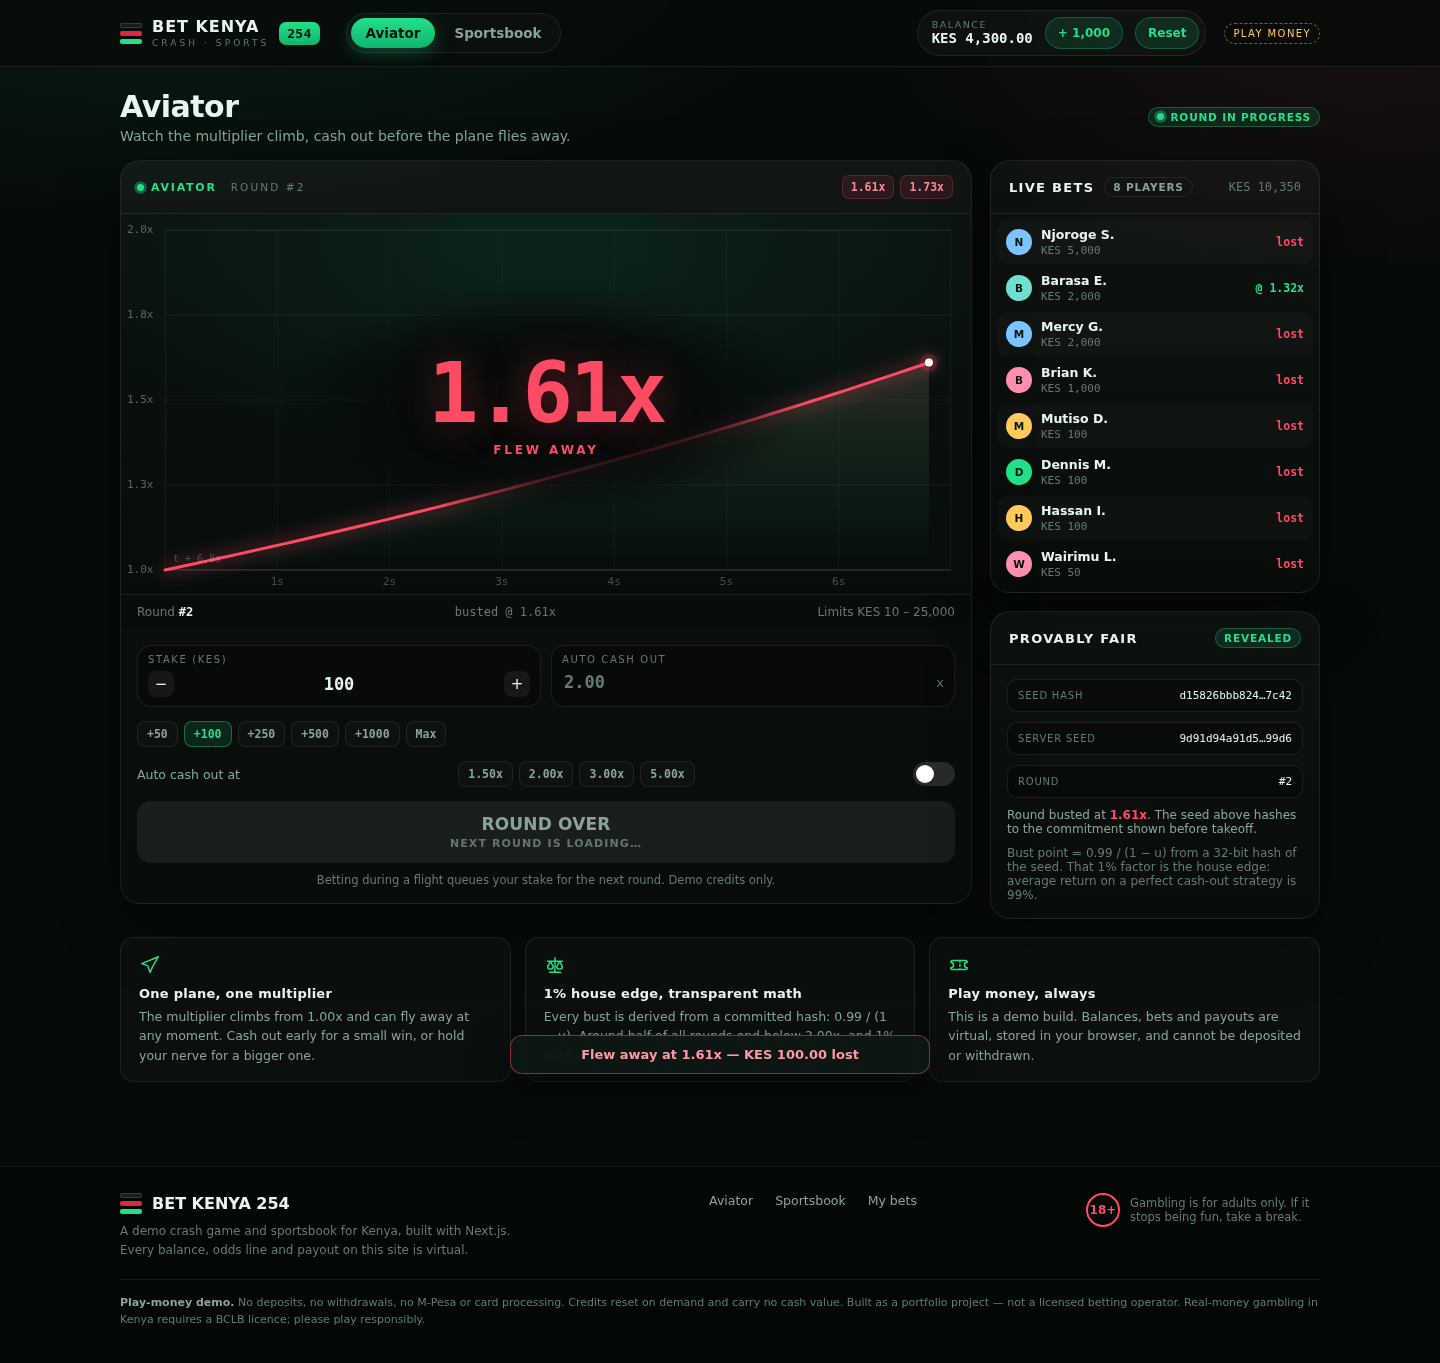 BET KENYA
CRASH · SPORTS
254
Aviator
Sportsbook
BALANCE
KES 4,300.00
+ 1,000
Reset
PLAY MONEY
Aviator
Watch the multiplier climb, cash out before the plane flies away.
ROUND IN PROGRESS
AVIATOR ROUND #2
1.61x
1.73x
2.0x
1.8x
1.5x
1.3x
1.0x
1.61x
FLEW AWAY
t + 6.8s
1s
2s
3s
4s
5s
6s
Round #2
busted @ 1.61x
Limits KES 10 – 25,000
STAKE (KES)
−
100
+
AUTO CASH OUT
2.00
x
+50
+100
+250
+500
+1000
Max
Auto cash out at
1.50x
2.00x
3.00x
5.00x
ROUND OVER
NEXT ROUND IS LOADING…
Betting during a flight queues your stake for the next round. Demo credits only.
LIVE BETS
8 PLAYERS
KES 10,350
N
Njoroge S.
KES 5,000
lost
B
Barasa E.
KES 2,000
@ 1.32x
M
Mercy G.
KES 2,000
lost
B
Brian K.
KES 1,000
lost
M
Mutiso D.
KES 100
lost
D
Dennis M.
KES 100
lost
H
Hassan I.
KES 100
lost
W
Wairimu L.
KES 50
lost
PROVABLY FAIR
REVEALED
SEED HASH
d15826bbb824…7c42
SERVER SEED
9d91d94a91d5…99d6
ROUND
#2
Round busted at 1.61x. The seed above hashes
to the commitment shown before takeoff.
Bust point = 0.99 / (1 − u) from a 32-bit hash of
the seed. That 1% factor is the house edge:
average return on a perfect cash-out strategy is
99%.
One plane, one multiplier
The multiplier climbs from 1.00x and can fly away at
any moment. Cash out early for a small win, or hold
your nerve for a bigger one.
1% house edge, transparent math
Every bust is derived from a committed hash: 0.99 / (1
u). Around half of all rounds end below 2.00x, and 1%
Play money, always
This is a demo build. Balances, bets and payouts are
virtual, stored in your browser, and cannot be deposited
or withdrawn.
Flew away at 1.61x — KES 100.00 lost
BET KENYA 254
A demo crash game and sportsbook for Kenya, built with Next.js.
Every balance, odds line and payout on this site is virtual.
Aviator
Sportsbook
My bets
18+
Gambling is for adults only. If it
stops being fun, take a break.
Play-money demo. No deposits, no withdrawals, no M-Pesa or card processing. Credits reset on demand and carry no cash value. Built as a portfolio project — not a licensed betting operator. Real-money gambling in
Kenya requires a BCLB licence; please play responsibly.